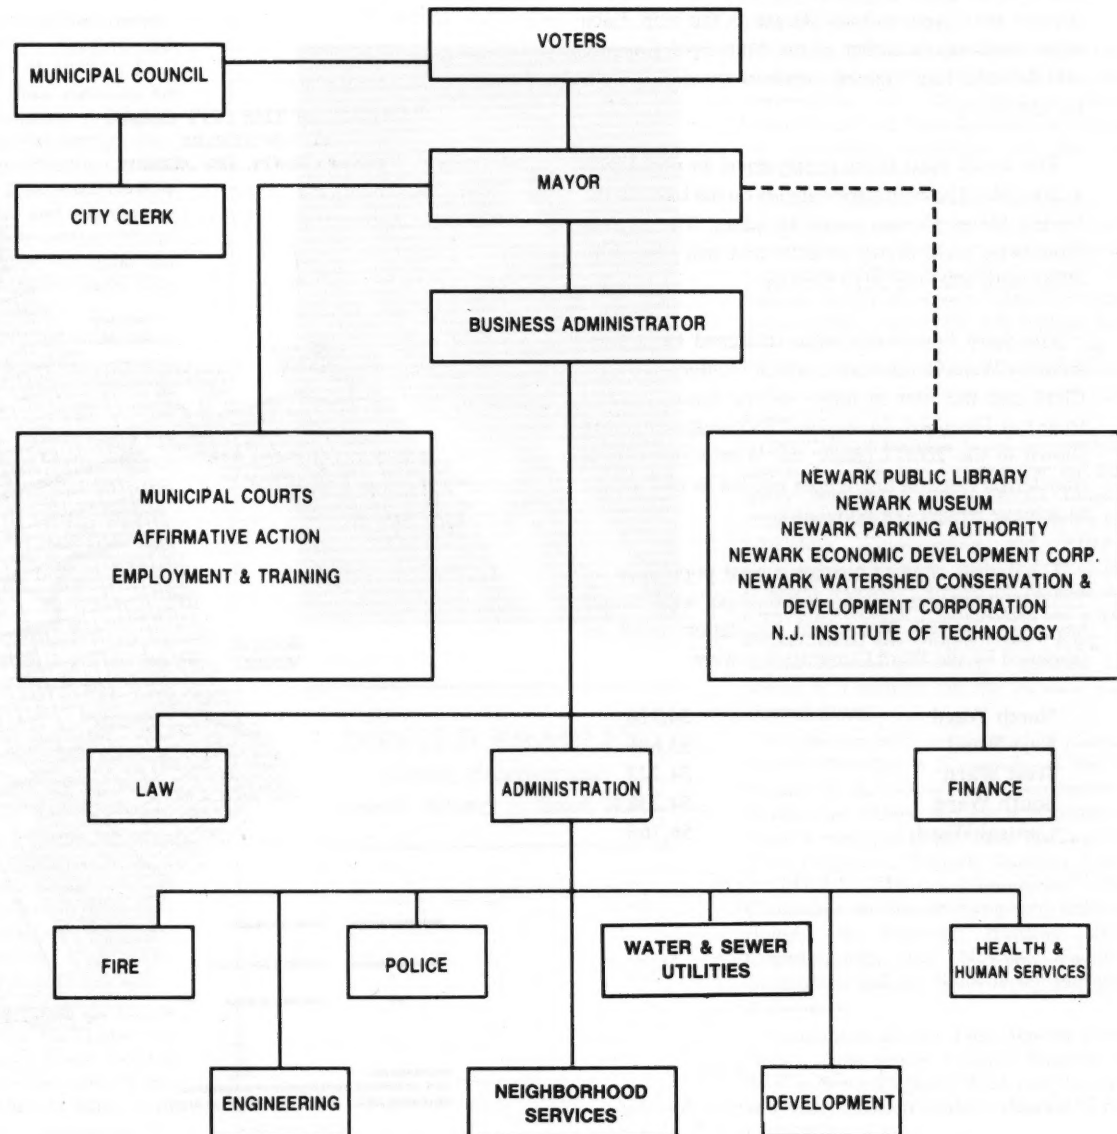 VOTERS
MUNICIPAL COUNCIL
MAYOR
CITY CLERK
BUSINESS ADMINISTRATOR
MUNICIPAL COURTS
AFFIRMATIVE ACTION
EMPLOYMENT & TRAINING
NEWARK PUBLIC LIBRARY
NEWARK MUSEUM
NEWARK PARKING AUTHORITY
NEWARK ECONOMIC DEVELOPMENT CORP.
NEWARK WATERSHED CONSERVATION &
DEVELOPMENT CORPORATION
N.J. INSTITUTE OF TECHNOLOGY
LAW
ADMINISTRATION
FINANCE
FIRE
POLICE
WATER & SEWER
UTILITIES
HEALTH &
HUMAN SERVICES
ENGINEERING
NEIGHBORHOOD
SERVICES
DEVELOPMENT